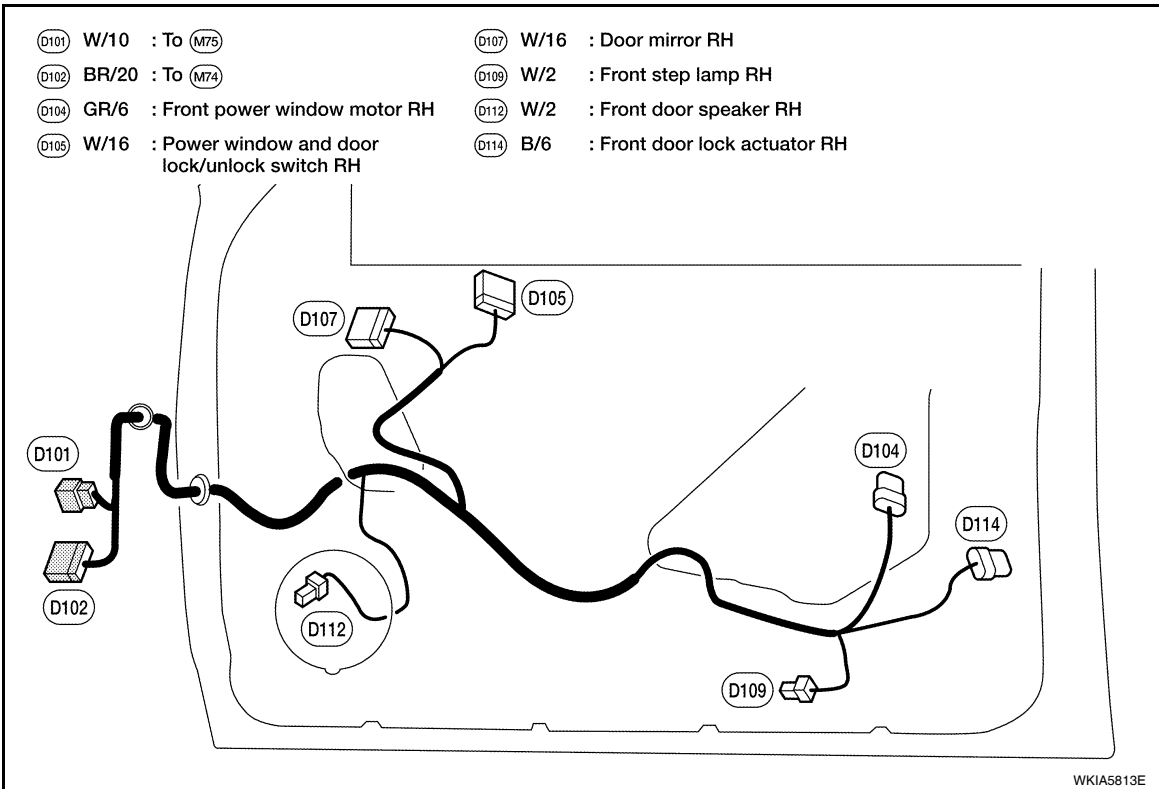 D101 W/10 : To M75
D102 BR/20 : To M74
D104 GR/6 : Front power window motor RH
D105 W/16 : Power window and door
lock/unlock switch RH
D107 W/16 : Door mirror RH
D109 W/2 : Front step lamp RH
D112 W/2 : Front door speaker RH
D114 B/6 : Front door lock actuator RH
D105
D107
D101
D104
D114
D102
D112
D109
WKIA5813E